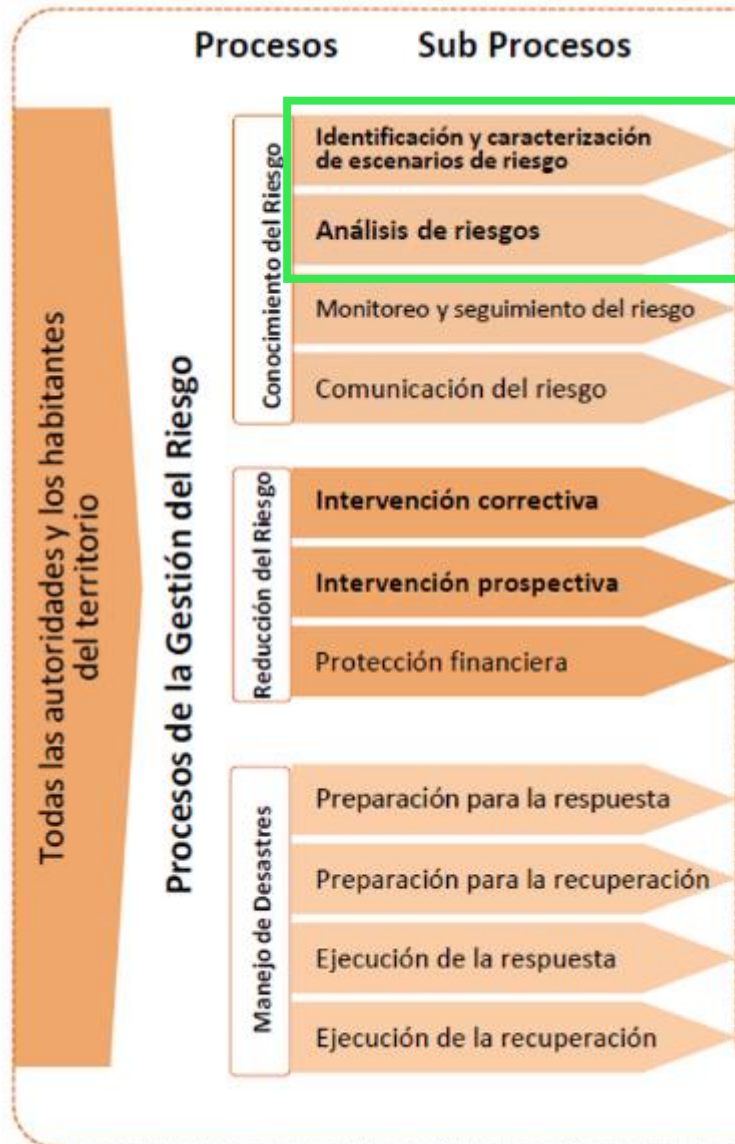 Procesos Sub Procesos
Todas las autoridades y los habitantes
del territorio
Procesos de la Gestión del Riesgo
Conocimiento del Riesgo
Identificación y caracterización
de escenarios de riesgo
Análisis de riesgos
Monitoreo y seguimiento del riesgo
Comunicación del riesgo
Reducción del Riesgo
Intervención correctiva
Intervención prospectiva
Protección financiera
Manejo de Desastres
Preparación para la respuesta
Preparación para la recuperación
Ejecución de la respuesta
Ejecución de la recuperación